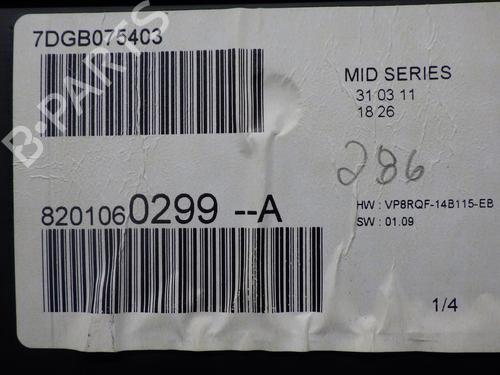 7DGB075403
MID SERIES
31 03 11
18 26
286
8201060299 --A
HW : VP8RQF-14B115-EB
SW : 01.09
1/4
B-PARTS